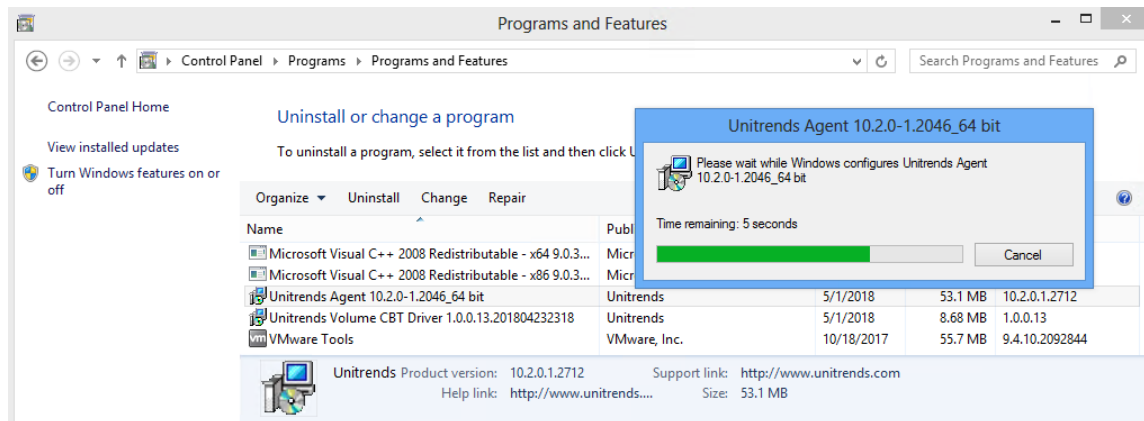 Programs and Features
Control Panel Programs Programs and Features
Search Programs and Features
Control Panel Home
View installed updates
Turn Windows features on or
off
Uninstall or change a program
To uninstall a program, select it from the list and then click U
Organize Uninstall Change Repair
Name Publ
Microsoft Visual C++ 2008 Redistributable - x64 9.0.3... Micr
Microsoft Visual C++ 2008 Redistributable - x86 9.0.3... Micr
Unitrends Agent 10.2.0-1.2046_64 bit Unitrends 5/1/2018 53.1 MB 10.2.0.1.2712
Unitrends Volume CBT Driver 1.0.0.13.201804232318 Unitrends 5/1/2018 8.68 MB 1.0.0.13
vm VMware Tools VMware, Inc. 10/18/2017 55.7 MB 9.4.10.2092844
Unitrends Product version: 10.2.0.1.2712 Support link: http://www.unitrends.com
Help link: http://www.unitrends.... Size: 53.1 MB
Unitrends Agent 10.2.0-1.2046_64 bit
Please wait while Windows configures Unitrends Agent
10.2.0-1.2046_64 bit
Time remaining: 5 seconds
Cancel